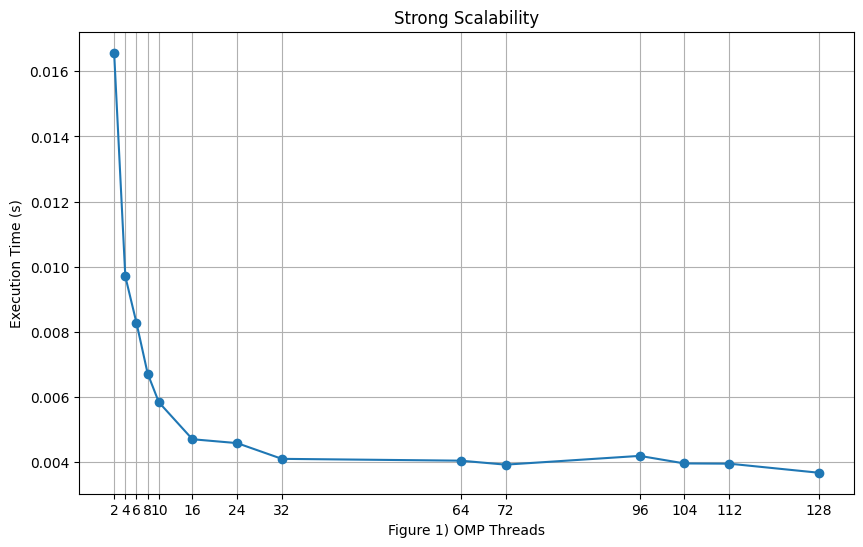 Strong Scalability
Execution Time (s)
0.016
0.014
0.012
0.010
0.008
0.006
0.004
2 4 6 8 10 16 24 32 64 72 96 104 112 128
Figure 1) OMP Threads